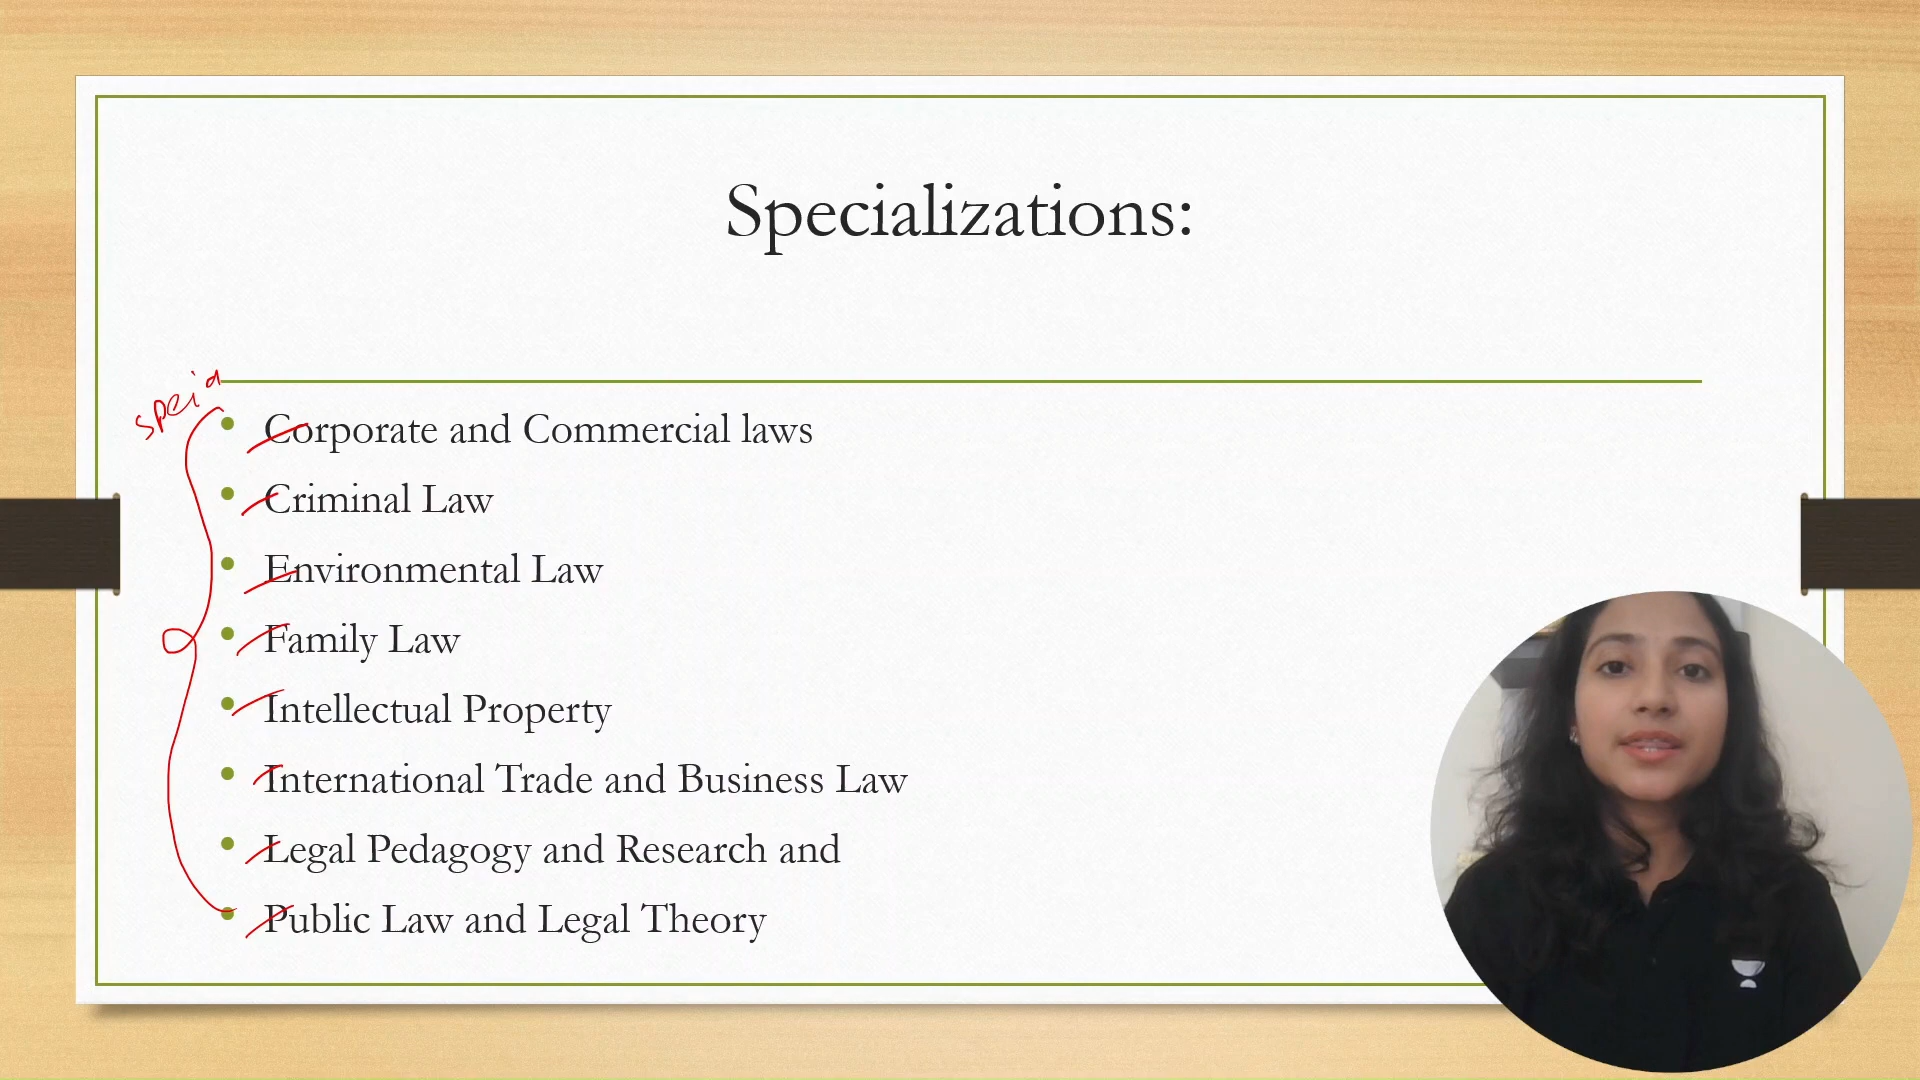 Specializations:
specia
Corporate and Commercial laws
Criminal Law
Environmental Law
Family Law
Intellectual Property
International Trade and Business Law
Legal Pedagogy and Research and
Public Law and Legal Theory